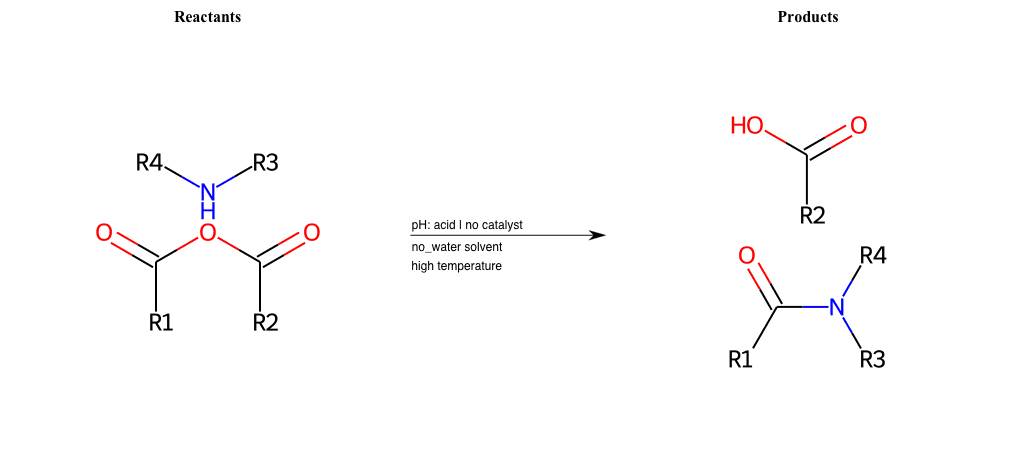 Reactants
Products
R4
R3
N
H
O
O
O
R1
R2
pH: acid | no catalyst
no_water solvent
high temperature
HO
O
R2
O
R4
N
R1
R3